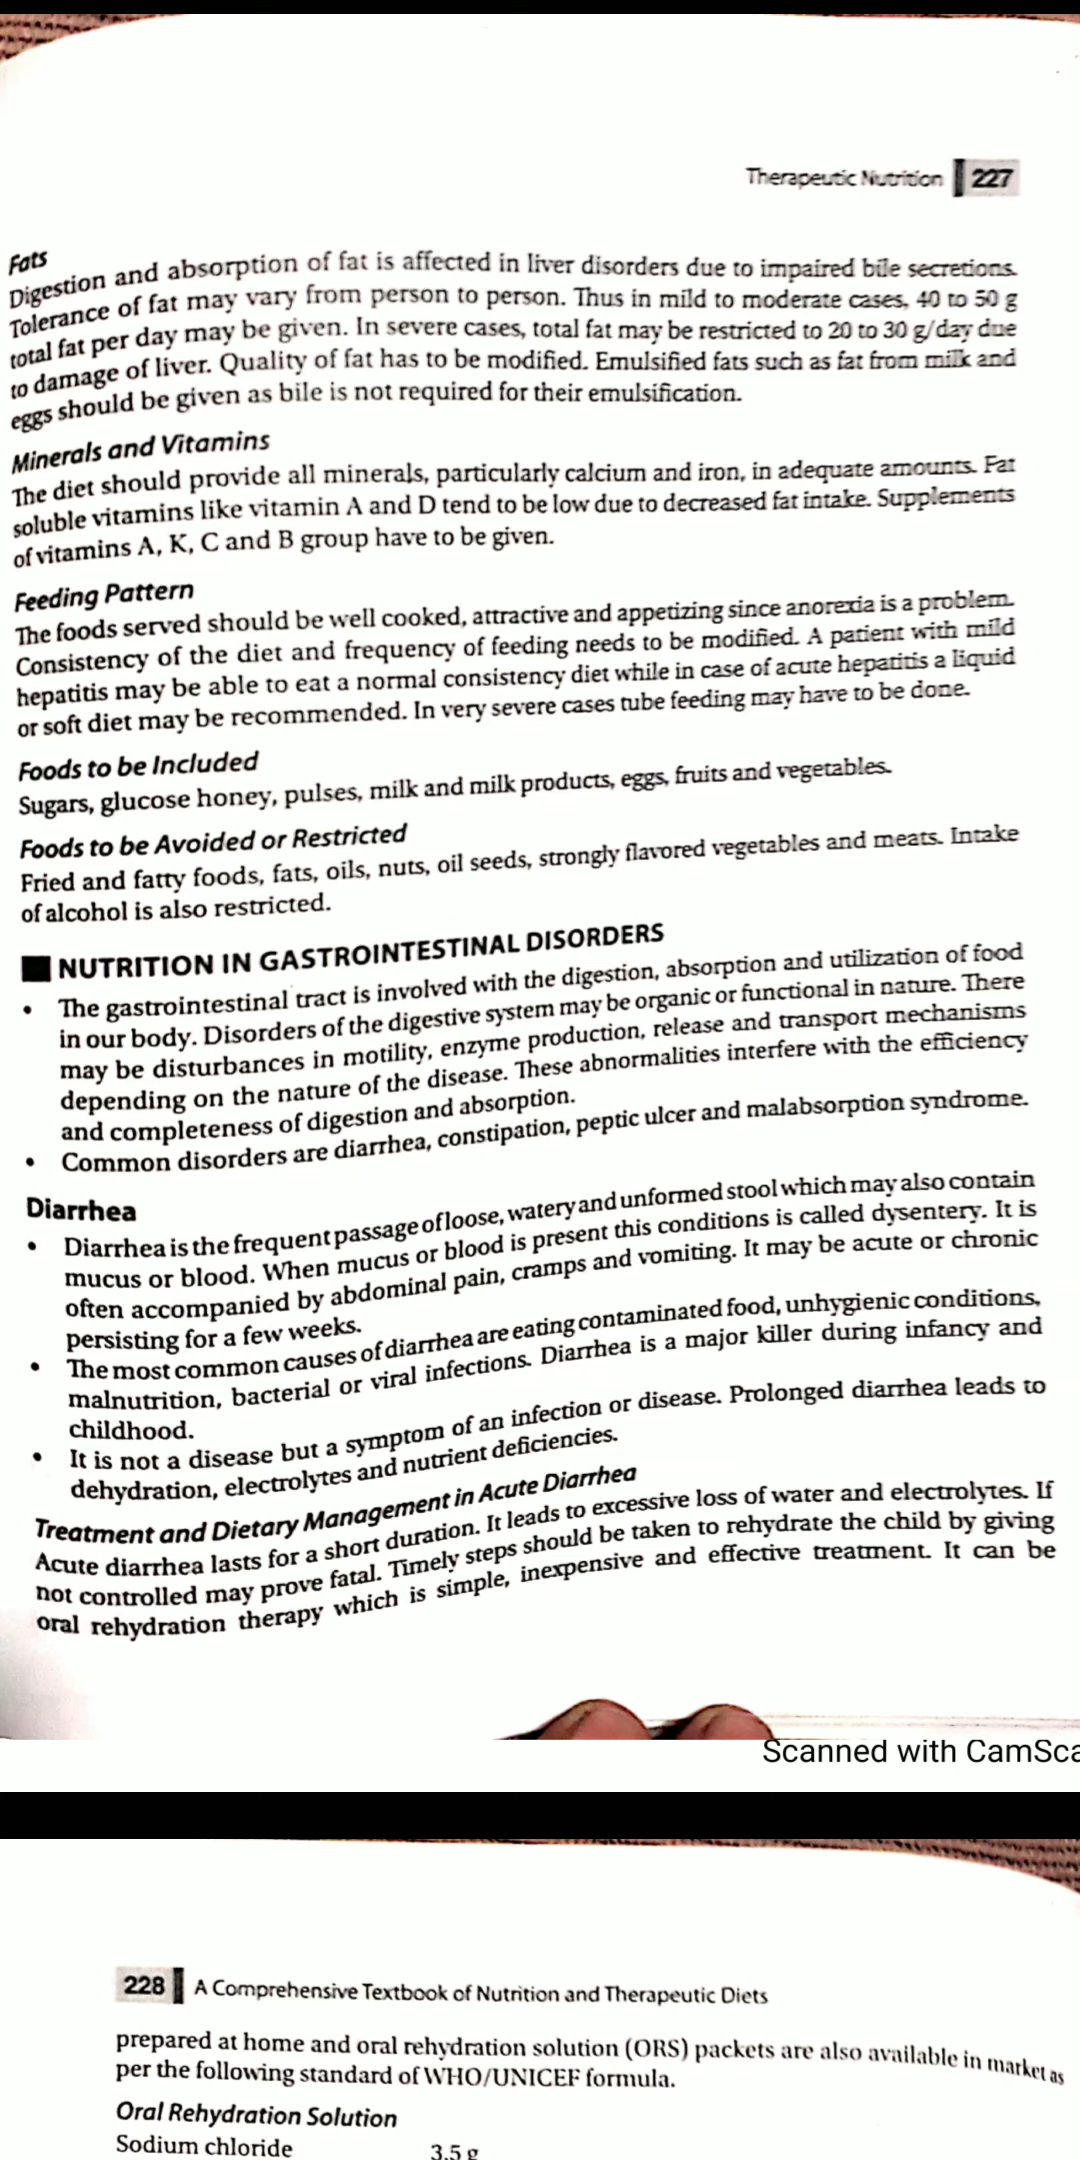 Therapeutic Nutrition 227
Fats
Digestion and absorption of fat is affected in liver disorders due to impaired bile secretions.
Tolerance of fat may vary from person to person. Thus in mild to moderate cases, 40 to 50 g
total fat per day may be given. In severe cases, total fat may be restricted to 20 to 30 g/day due
to damage of liver. Quality of fat has to be modified. Emulsified fats such as fat from milk and
eggs should be given as bile is not required for their emulsification.
Minerals and Vitamins
The diet should provide all minerals, particularly calcium and iron, in adequate amounts. Fat
soluble vitamins like vitamin A and D tend to be low due to decreased fat intake. Supplements
of vitamins A, K, C and B group have to be given.
Feeding Pattern
The foods served should be well cooked, attractive and appetizing since anorexia is a problem.
Consistency of the diet and frequency of feeding needs to be modified. A patient with mild
hepatitis may be able to eat a normal consistency diet while in case of acute hepatitis a liquid
or soft diet may be recommended. In very severe cases tube feeding may have to be done.
Foods to be Included
Sugars, glucose honey, pulses, milk and milk products, eggs, fruits and vegetables.
Foods to be Avoided or Restricted
Fried and fatty foods, fats, oils, nuts, oil seeds, strongly flavored vegetables and meats. Intake
of alcohol is also restricted.
NUTRITION IN GASTROINTESTINAL DISORDERS
• The gastrointestinal tract is involved with the digestion, absorption and utilization of food
in our body. Disorders of the digestive system may be organic or functional in nature. There
may be disturbances in motility, enzyme production, release and transport mechanisms
depending on the nature of the disease. These abnormalities interfere with the efficiency
and completeness of digestion and absorption.
• Common disorders are diarrhea, constipation, peptic ulcer and malabsorption syndrome.
Diarrhea
• Diarrhea is the frequent passage of loose, watery and unformed stool which may also contain
mucus or blood. When mucus or blood is present this conditions is called dysentery. It is
often accompanied by abdominal pain, cramps and vomiting. It may be acute or chronic
persisting for a few weeks.
• The most common causes of diarrhea are eating contaminated food, unhygienic conditions,
malnutrition, bacterial or viral infections. Diarrhea is a major killer during infancy and
childhood.
• It is not a disease but a symptom of an infection or disease. Prolonged diarrhea leads to
dehydration, electrolytes and nutrient deficiencies.
Treatment and Dietary Management in Acute Diarrhea
Acute diarrhea lasts for a short duration. It leads to excessive loss of water and electrolytes. If
not controlled may prove fatal. Timely steps should be taken to rehydrate the child by giving
oral rehydration therapy which is simple, inexpensive and effective treatment. It can be
Scanned with CamSca
228 A Comprehensive Textbook of Nutrition and Therapeutic Diets
prepared at home and oral rehydration solution (ORS) packets are also available in market as
per the following standard of WHO/UNICEF formula.
Oral Rehydration Solution
Sodium chloride 3.5 g